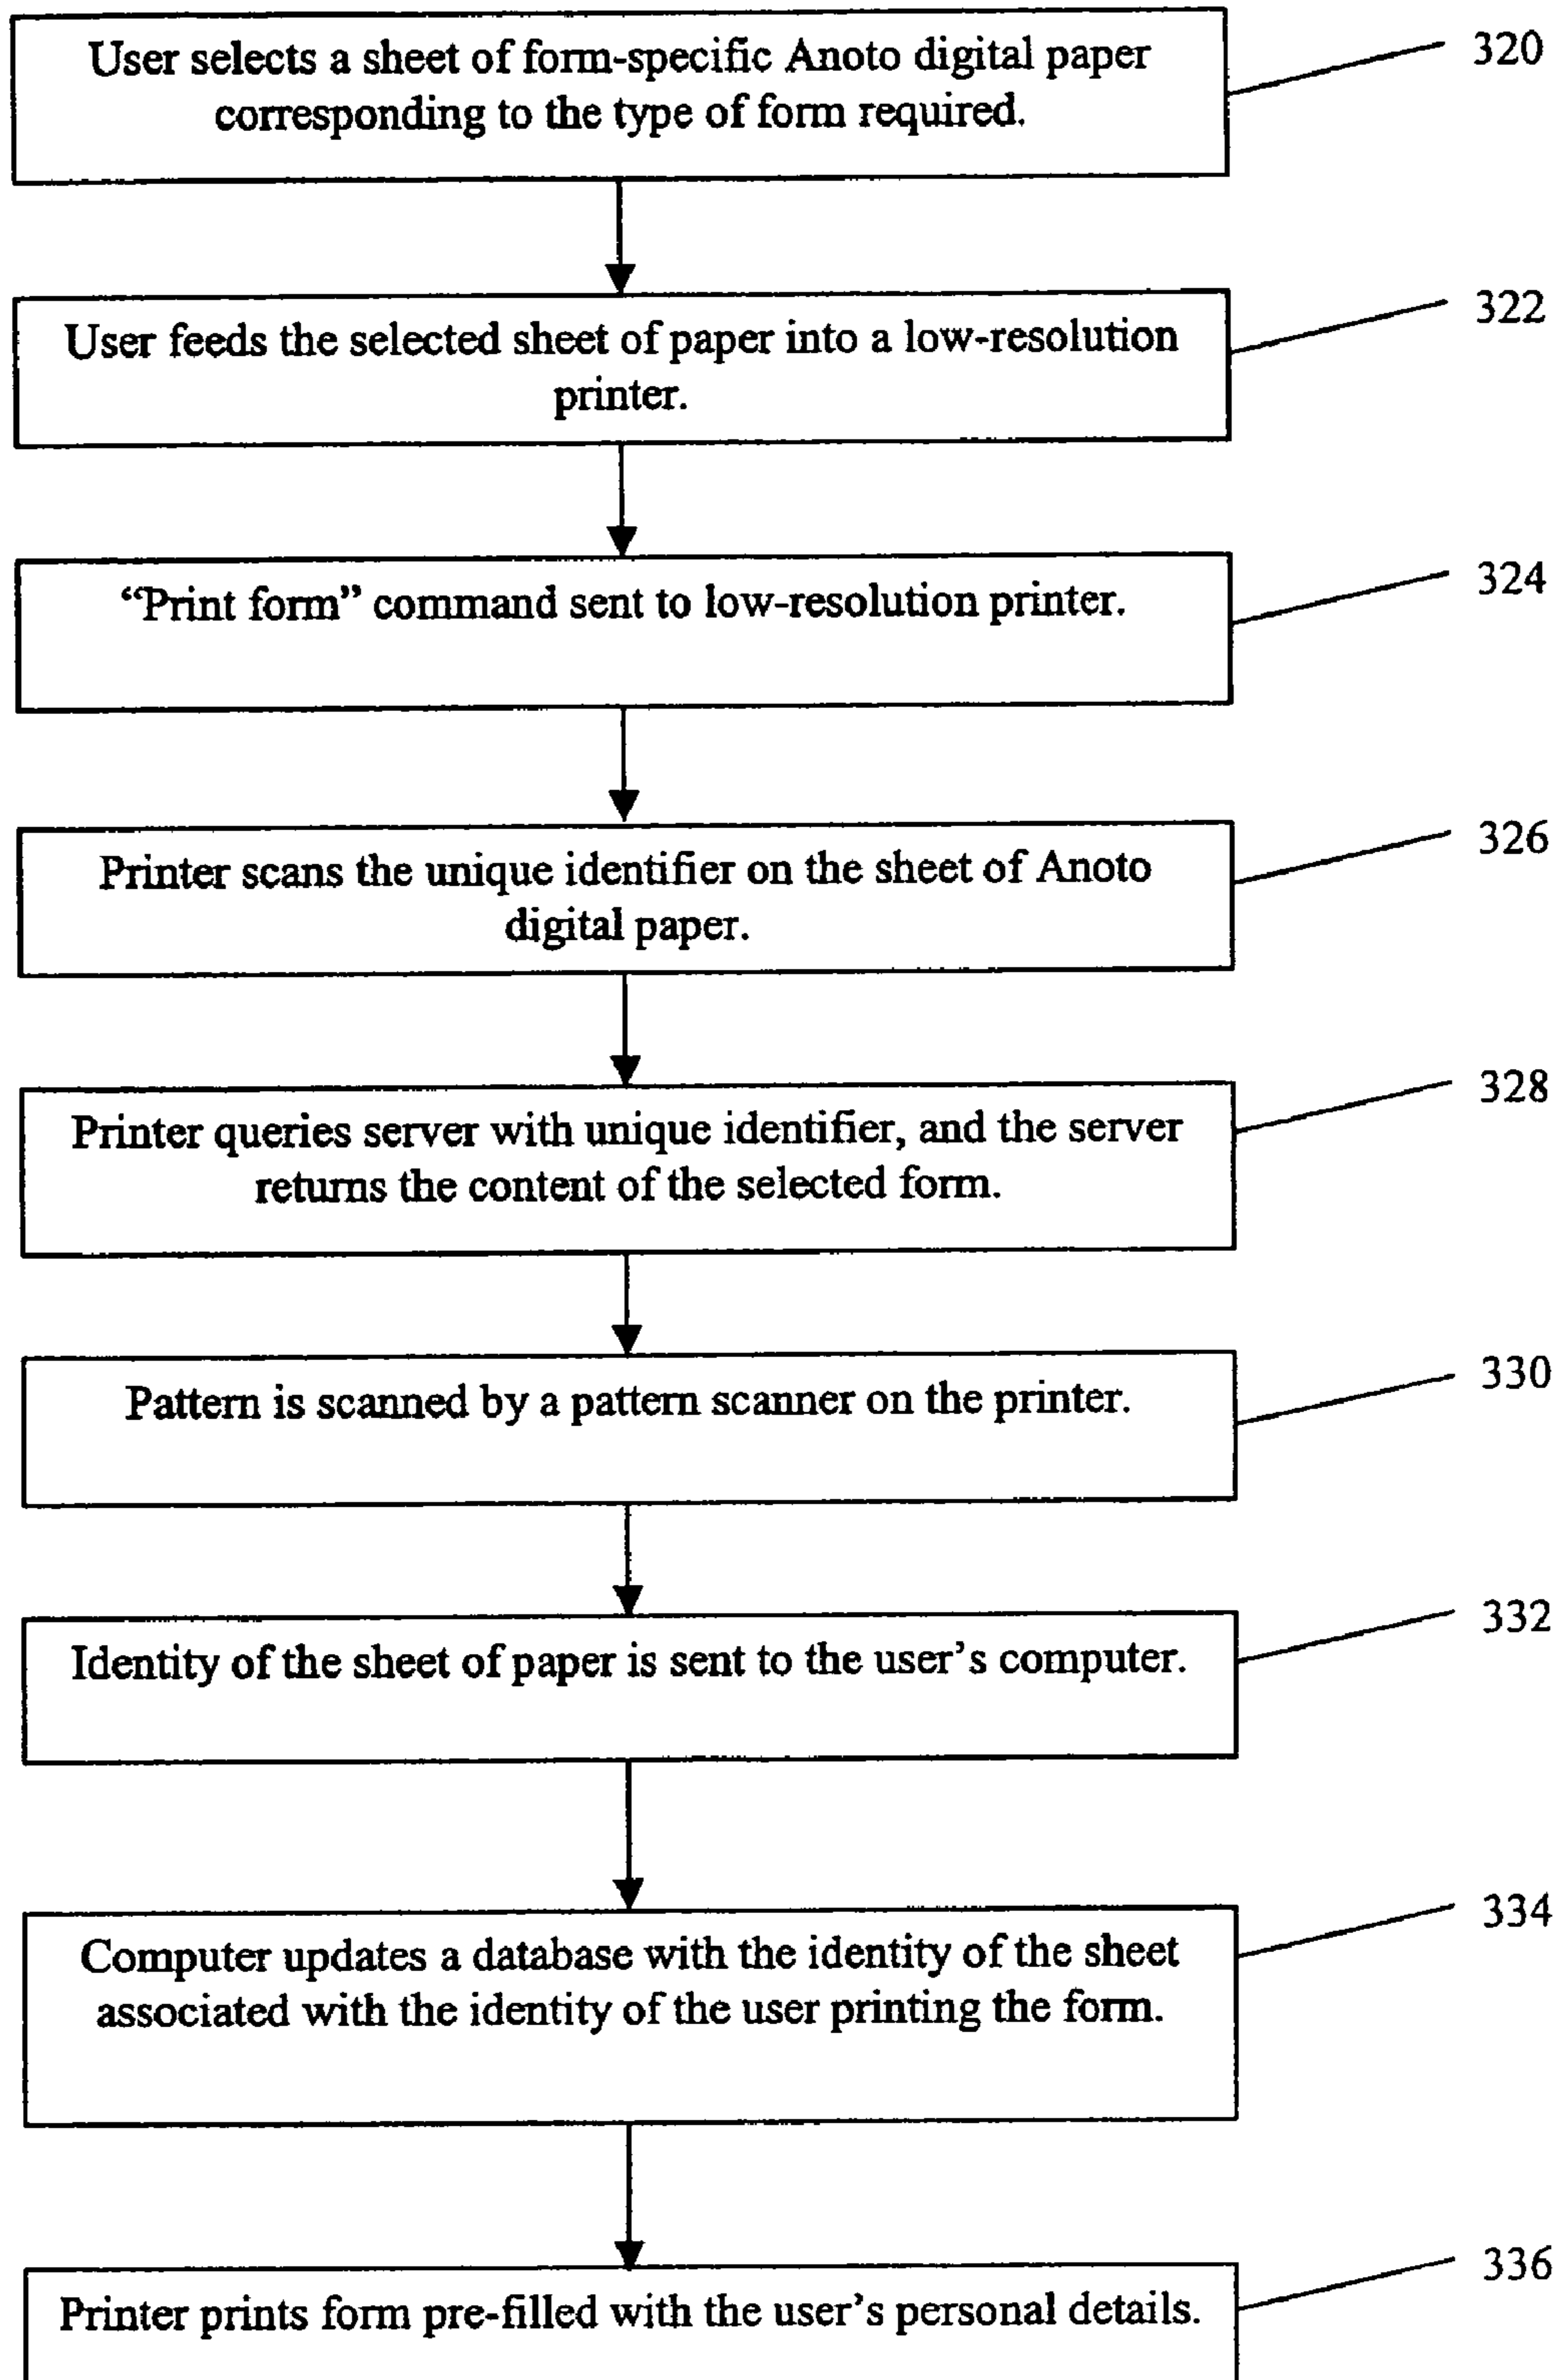 User selects a sheet of form-specific Anoto digital paper
corresponding to the type of form required.
320
User feeds the selected sheet of paper into a low-resolution
printer.
322
“Print form” command sent to low-resolution printer.
324
Printer scans the unique identifier on the sheet of Anoto
digital paper.
326
Printer queries server with unique identifier, and the server
returns the content of the selected form.
328
Pattern is scanned by a pattern scanner on the printer.
330
Identity of the sheet of paper is sent to the user’s computer.
332
Computer updates a database with the identity of the sheet
associated with the identity of the user printing the form.
334
Printer prints form pre-filled with the user’s personal details.
336